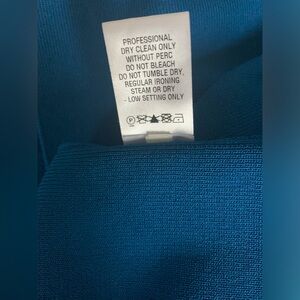 PROFESSIONAL
DRY CLEAN ONLY
WITHOUT PERC
DO NOT BLEACH
DO NOT TUMBLE DRY.
REGULAR IRONING
STEAM OR DRY
- LOW SETTING ONLY